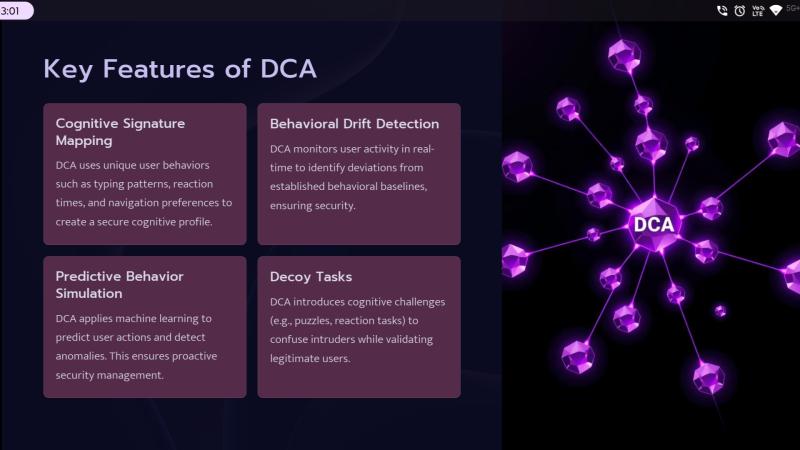 3:01
Vo
LTE
5G+
Key Features of DCA
Cognitive Signature
Mapping
DCA uses unique user behaviors
such as typing patterns, reaction
times, and navigation preferences to
create a secure cognitive profile.
Behavioral Drift Detection
DCA monitors user activity in real-
time to identify deviations from
established behavioral baselines,
ensuring security.
Predictive Behavior
Simulation
DCA applies machine learning to
predict user actions and detect
anomalies. This ensures proactive
security management.
Decoy Tasks
DCA introduces cognitive challenges
(e.g., puzzles, reaction tasks) to
confuse intruders while validating
legitimate users.
DCA